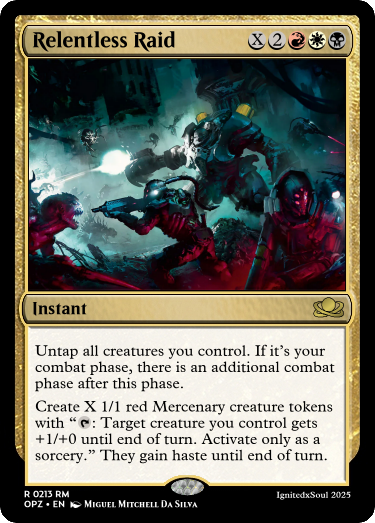 Relentless Raid X 2
Instant
Untap all creatures you control. If it's your
combat phase, there is an additional combat
phase after this phase.
Create X 1/1 red Mercenary creature tokens
with “: Target creature you control gets
+1/+0 until end of turn. Activate only as a
sorcery.” They gain haste until end of turn.
R 0213 RM
OPZ • EN Miguel Mitchell Da Silva
IgnitedxSoul 2025